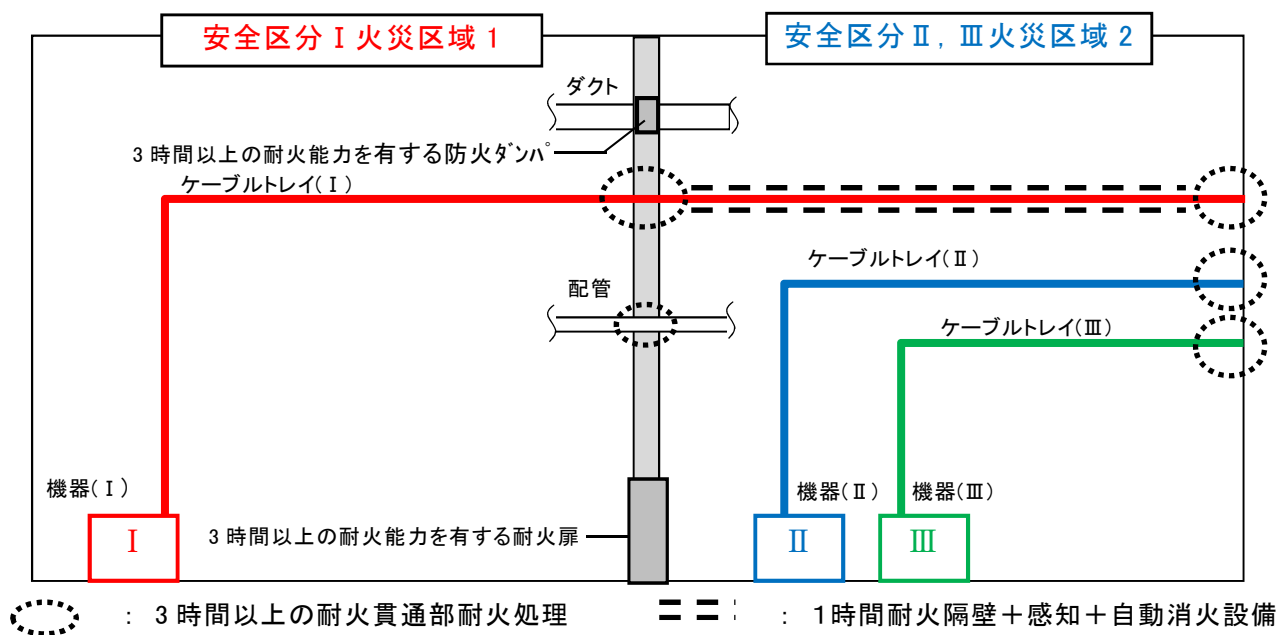 安全区分Ⅰ火災区域１
安全区分Ⅱ，Ⅲ火災区域２
ダクト
3時間以上の耐火能力を有する防火ﾀﾞﾝﾊﾟ
ケーブルトレイ(Ⅰ)
ケーブルトレイ(Ⅱ)
配管
ケーブルトレイ(Ⅲ)
機器(Ⅰ)
機器(Ⅱ)
機器(Ⅲ)
Ⅰ
3時間以上の耐火能力を有する耐火扉
Ⅱ
Ⅲ
：3時間以上の耐火貫通部耐火処理
：1時間耐火隔壁＋感知＋自動消火設備